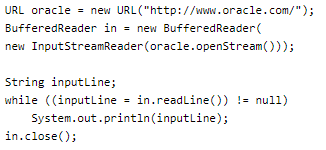 URL oracle = new URL("http://www.oracle.com/");
BufferedReader in = new BufferedReader(
new InputStreamReader(oracle.openStream()));

String inputLine;
while ((inputLine = in.readLine()) != null)
    System.out.println(inputLine);
in.close();